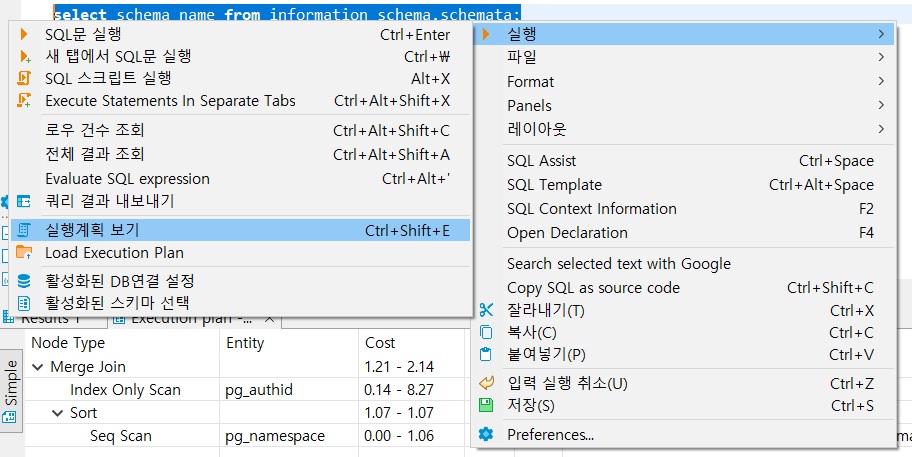 select schema_name from information_schema.schemata;
SQL문 실행 Ctrl+Enter
새 탭에서 SQL문 실행 Ctrl+₩
SQL 스크립트 실행 Alt+X
Execute Statements In Separate Tabs Ctrl+Alt+Shift+X
로우 건수 조회 Ctrl+Alt+Shift+C
전체 결과 조회 Ctrl+Alt+Shift+A
Evaluate SQL expression Ctrl+Alt+'
쿼리 결과 내보내기
실행계획 보기 Ctrl+Shift+E
Load Execution Plan
활성화된 DB연결 설정
활성화된 스키마 선택
실행
파일
Format
Panels
레이아웃
SQL Assist Ctrl+Space
SQL Template Ctrl+Alt+Space
SQL Context Information F2
Open Declaration F4
Search selected text with Google
Copy SQL as source code Ctrl+Shift+C
잘라내기(T) Ctrl+X
복사(C) Ctrl+C
붙여넣기(P) Ctrl+V
입력 실행 취소(U) Ctrl+Z
저장(S) Ctrl+S
Preferences...
Results 1 Execution plan -...
Simple
Node Type Entity Cost
Merge Join 1.21 - 2.14
Index Only Scan pg_authid 0.14 - 8.27
Sort 1.07 - 1.07
Seq Scan pg_namespace 0.00 - 1.06